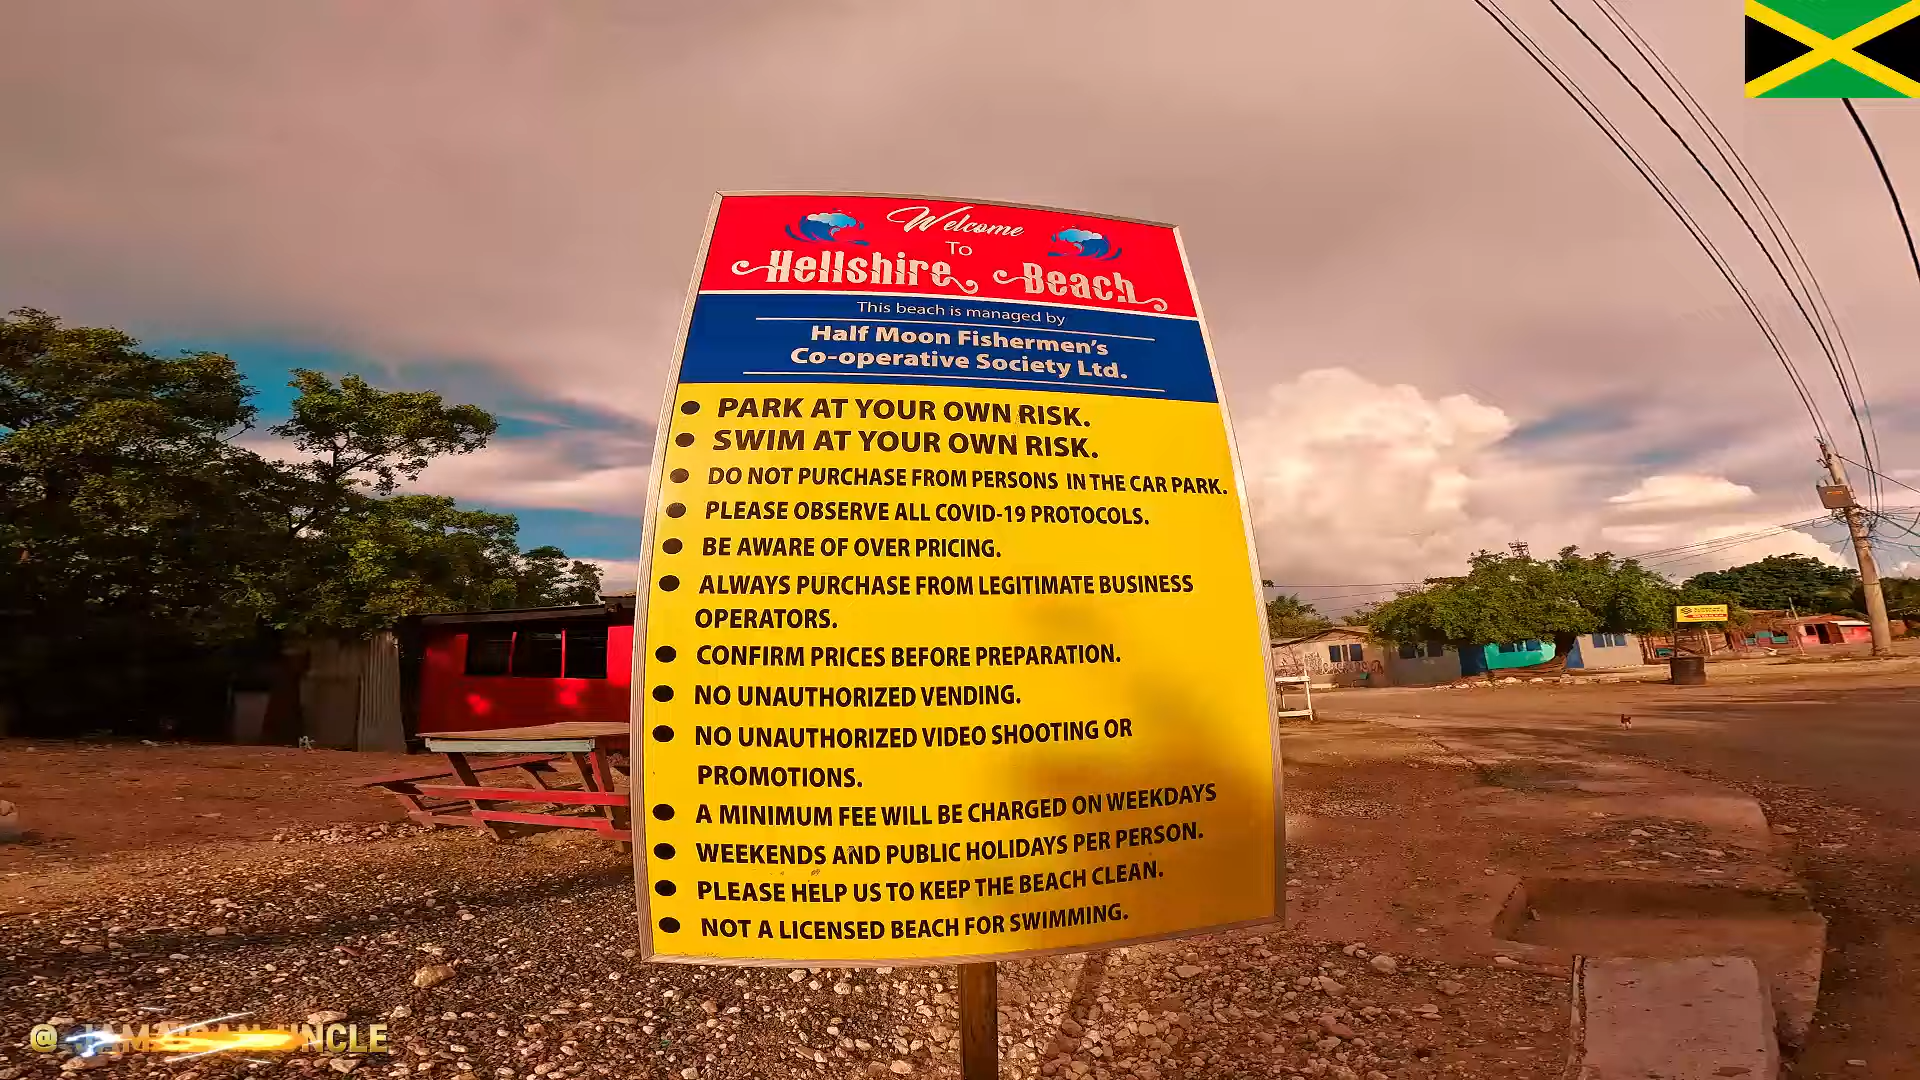 Welcome
To
Hellshire Beach
This beach is managed by
Half Moon Fishermen's
Co-operative Society Ltd.
● PARK AT YOUR OWN RISK.
● SWIM AT YOUR OWN RISK.
● DO NOT PURCHASE FROM PERSONS IN THE CAR PARK.
● PLEASE OBSERVE ALL COVID-19 PROTOCOLS.
● BE AWARE OF OVER PRICING.
● ALWAYS PURCHASE FROM LEGITIMATE BUSINESS
OPERATORS.
● CONFIRM PRICES BEFORE PREPARATION.
● NO UNAUTHORIZED VENDING.
● NO UNAUTHORIZED VIDEO SHOOTING OR
PROMOTIONS.
● A MINIMUM FEE WILL BE CHARGED ON WEEKDAYS
● WEEKENDS AND PUBLIC HOLIDAYS PER PERSON.
● PLEASE HELP US TO KEEP THE BEACH CLEAN.
● NOT A LICENSED BEACH FOR SWIMMING.